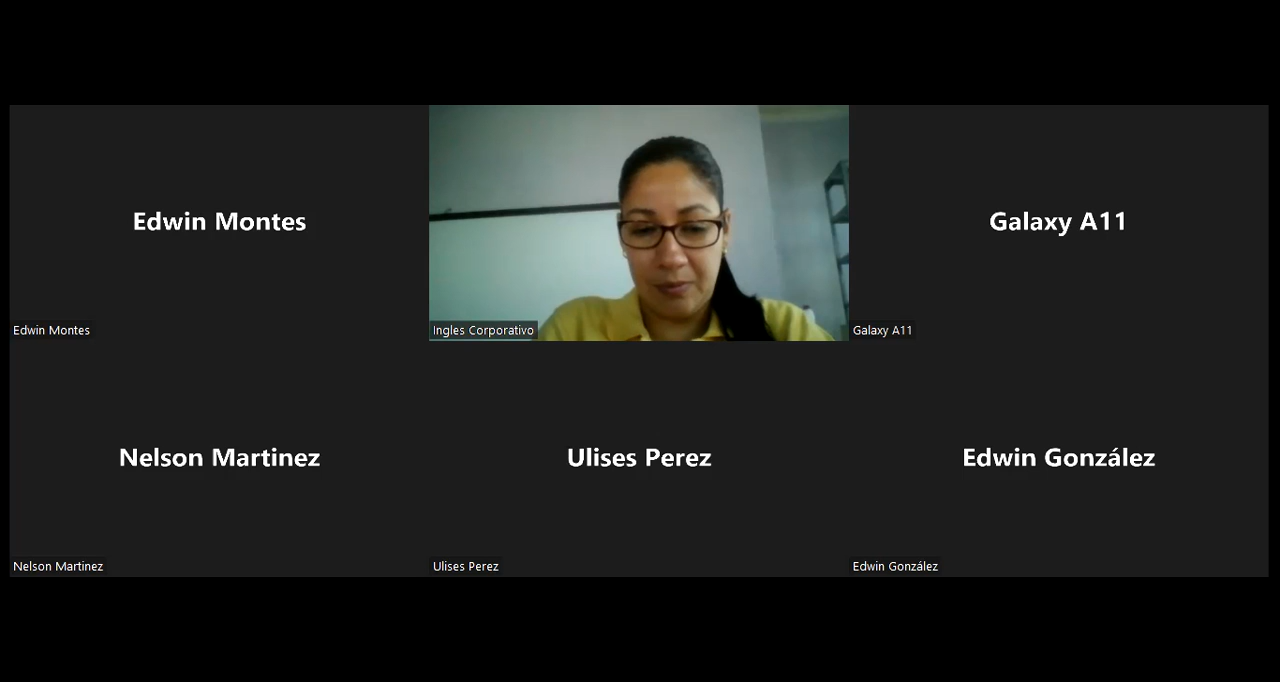 Edwin Montes
Edwin Montes
Ingles Corporativo
Galaxy A11
Galaxy A11
Nelson Martinez
Nelson Martinez
Ulises Perez
Ulises Perez
Edwin González
Edwin González